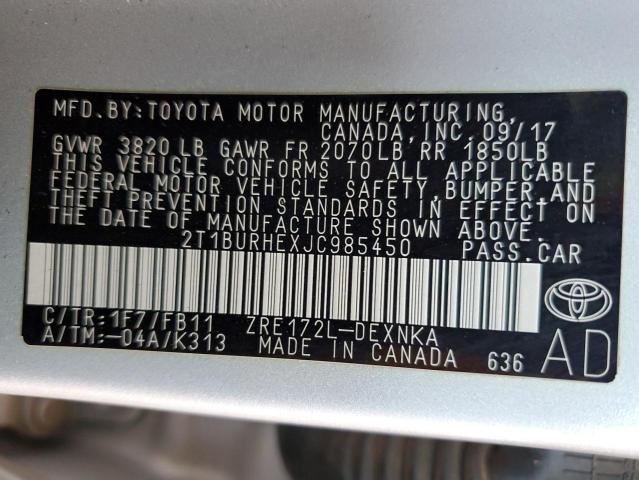 MFD. BY: TOYOTA MOTOR MANUFACTURING,
CANADA, INC. 09/17
GVWR 3820 LB GAWR FR 2070LB, RR 1850LB
THIS VEHICLE CONFORMS TO ALL APPLICABLE
FEDERAL MOTOR VEHICLE SAFETY, BUMPER, AND
THEFT PREVENTION STANDARDS IN EFFECT ON
THE DATE OF MANUFACTURE SHOWN ABOVE.
2T1BURHEXJC985450 PASS. CAR
C/TR: 1F7/FB11 ZRE172L-DEXNKA
A/TM: -04A/K313 MADE IN CANADA 636 AD